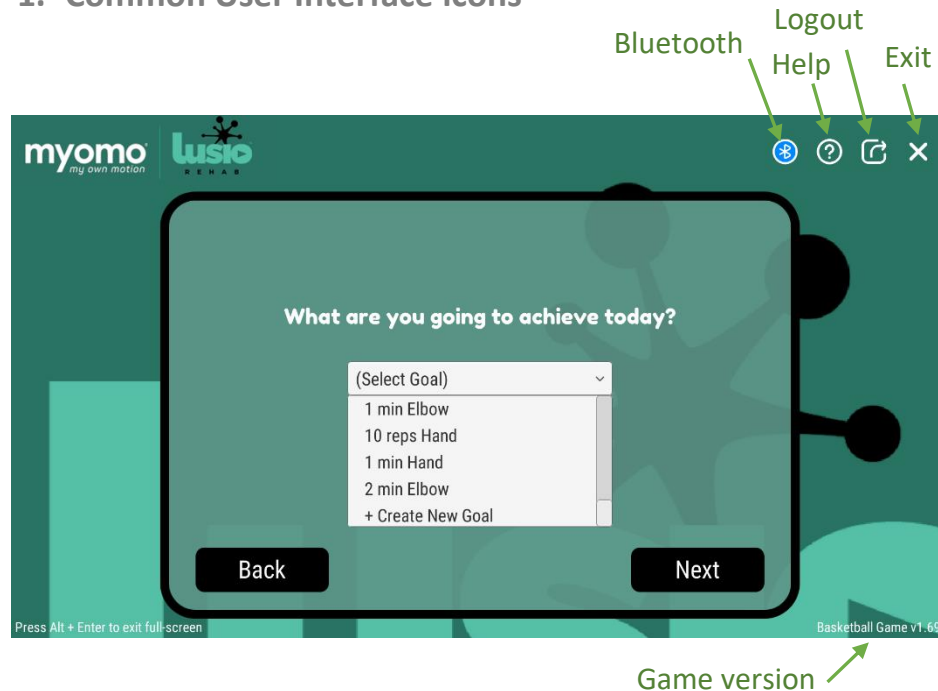 1. Common User Interface Icons
Logout
Bluetooth
Help
Exit
myomo
my own motion
LUSIO
REHAB
What are you going to achieve today?
(Select Goal)
1 min Elbow
10 reps Hand
1 min Hand
2 min Elbow
+ Create New Goal
Back
Next
Press Alt + Enter to exit full-screen
Basketball Game v1.69
Game version